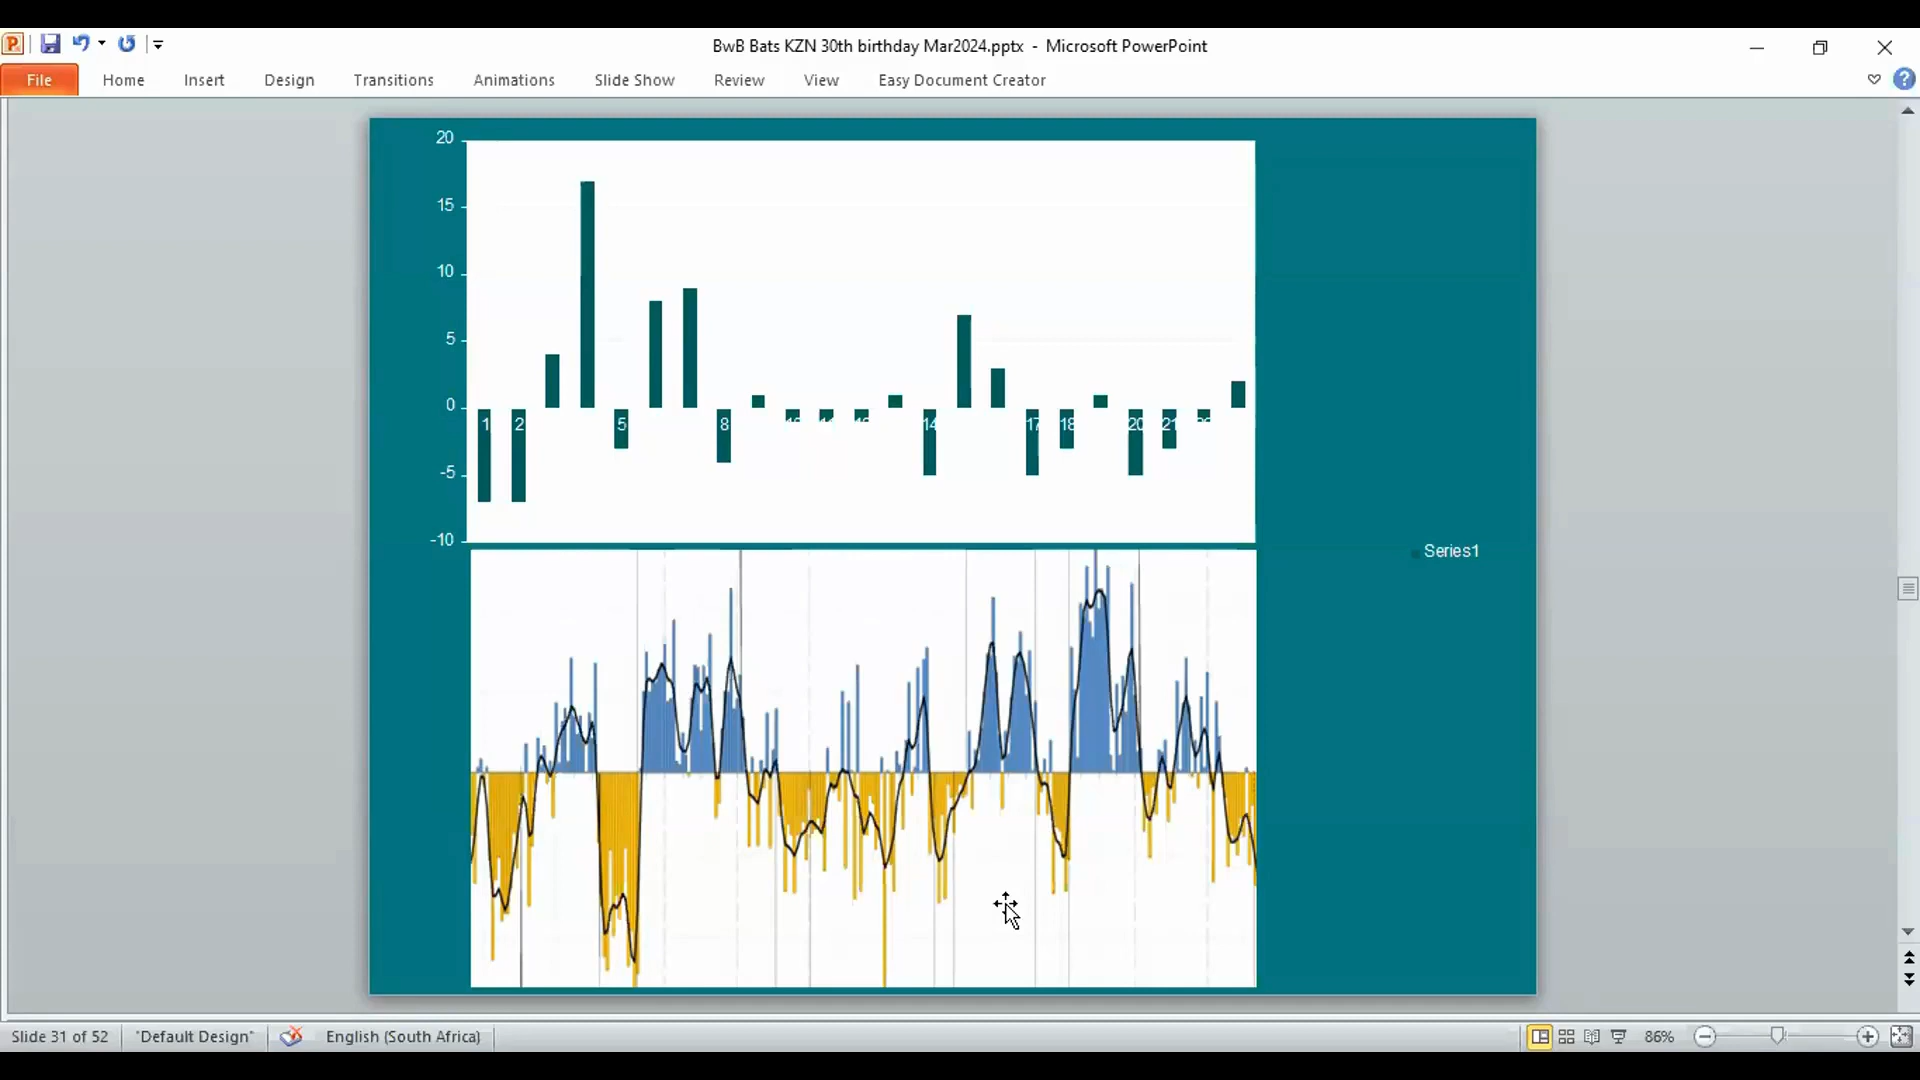 BwB Bats KZN 30th birthday Mar2024.pptx - Microsoft PowerPoint
File Home Insert Design Transitions Animations Slide Show Review View Easy Document Creator
20
15
10
5
0
-5
-10
1 2 5 8 14 17 18 20 21
Series1
Slide 31 of 52 "Default Design" English (South Africa) 86%